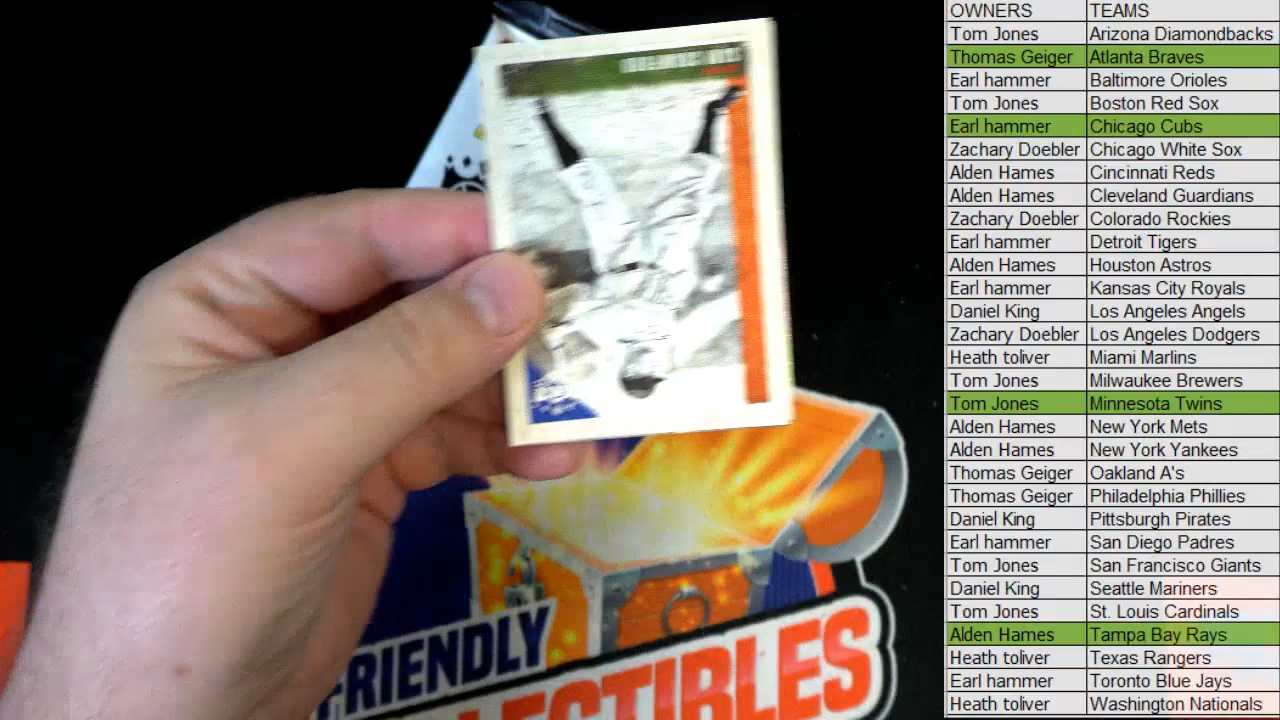 OWNERS TEAMS
Tom Jones Arizona Diamondbacks
Thomas Geiger Atlanta Braves
Earl hammer Baltimore Orioles
Tom Jones Boston Red Sox
Earl hammer Chicago Cubs
Zachary Doebler Chicago White Sox
Alden Hames Cincinnati Reds
Alden Hames Cleveland Guardians
Zachary Doebler Colorado Rockies
Earl hammer Detroit Tigers
Alden Hames Houston Astros
Earl hammer Kansas City Royals
Daniel King Los Angeles Angels
Zachary Doebler Los Angeles Dodgers
Heath toliver Miami Marlins
Tom Jones Milwaukee Brewers
Tom Jones Minnesota Twins
Alden Hames New York Mets
Alden Hames New York Yankees
Thomas Geiger Oakland A's
Thomas Geiger Philadelphia Phillies
Daniel King Pittsburgh Pirates
Earl hammer San Diego Padres
Tom Jones San Francisco Giants
Daniel King Seattle Mariners
Tom Jones St. Louis Cardinals
Alden Hames Tampa Bay Rays
Heath toliver Texas Rangers
Earl hammer Toronto Blue Jays
Heath toliver Washington Nationals
FRIENDLY